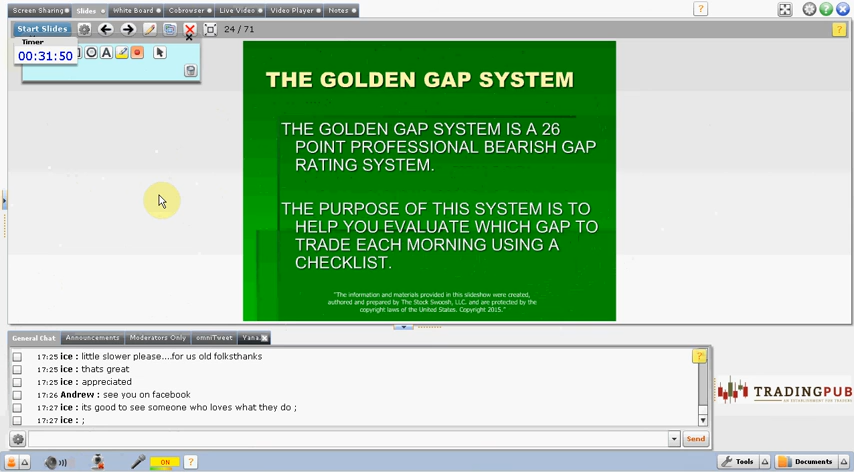 Screen Sharing
Slides
White Board
Cobrowser
Live Video
Video Player
Notes
?
?
Start Slides
24 / 71
?
Timer
00:31:50
A
THE GOLDEN GAP SYSTEM
THE GOLDEN GAP SYSTEM IS A 26
POINT PROFESSIONAL BEARISH GAP
RATING SYSTEM.
THE PURPOSE OF THIS SYSTEM IS TO
HELP YOU EVALUATE WHICH GAP TO
TRADE EACH MORNING USING A
CHECKLIST.
"The information and materials provided in this slideshow were created,
authored and prepared by The Stock Swoosh, LLC. and are protected by the
copyright laws of the United States. Copyright 2015."
General Chat
Announcements
Moderators Only
omniTweet
Yana
17:25 ice : little slower please....for us old folksthanks
17:25 ice : thats great
17:25 ice : appreciated
17:26 Andrew : see you on facebook
17:27 ice : its good to see someone who loves what they do ;
17:27 ice : ;
?
TRADINGPUB
AN ESTABLISHMENT FOR TRADERS
Send
ON
?
Tools
Documents